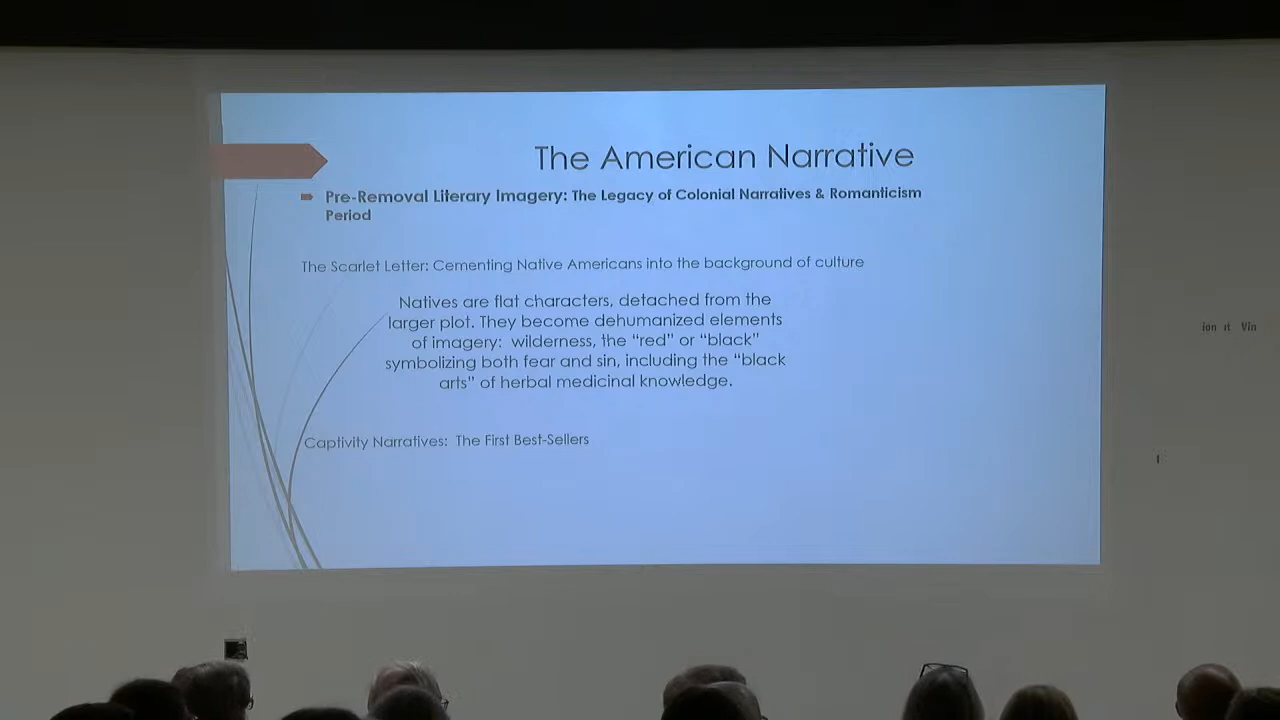 The American Narrative
Pre-Removal Literary Imagery: The Legacy of Colonial Narratives & Romanticism
Period
The Scarlet Letter: Cementing Native Americans into the background of culture
Natives are flat characters, detached from the
larger plot. They become dehumanized elements
of imagery: wilderness, the “red” or “black”
symbolizing both fear and sin, including the “black
arts” of herbal medicinal knowledge.
Captivity Narratives: The First Best-Sellers